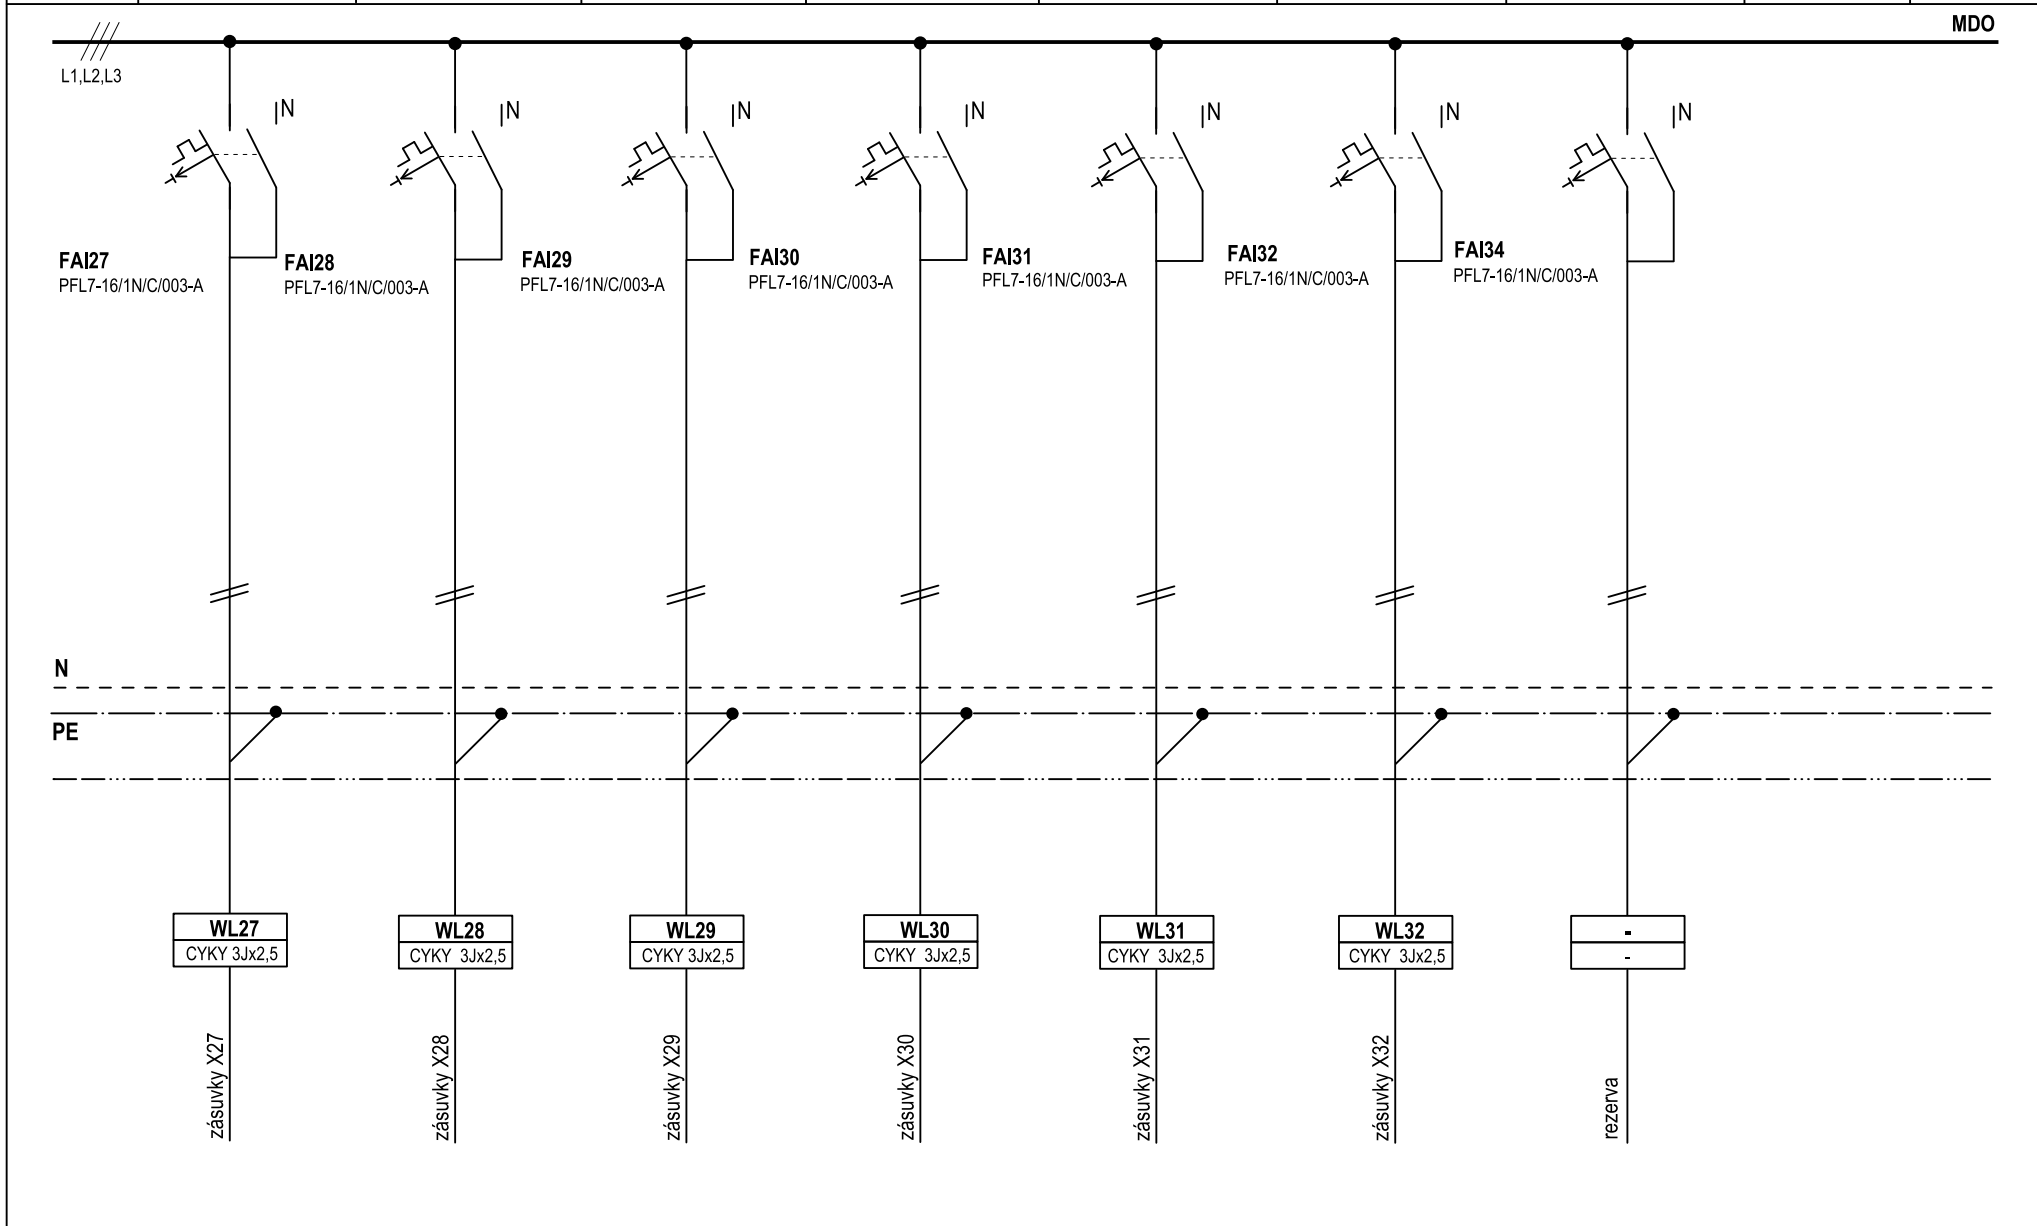 MDO
L1,L2,L3
N
N
N
N
N
N
N
FAI27
PFL7-16/1N/C/003-A
FAI28
PFL7-16/1N/C/003-A
FAI29
PFL7-16/1N/C/003-A
FAI30
PFL7-16/1N/C/003-A
FAI31
PFL7-16/1N/C/003-A
FAI32
PFL7-16/1N/C/003-A
FAI34
PFL7-16/1N/C/003-A
N
PE
WL27
CYKY 3Jx2,5
WL28
CYKY 3Jx2,5
WL29
CYKY 3Jx2,5
WL30
CYKY 3Jx2,5
WL31
CYKY 3Jx2,5
WL32
CYKY 3Jx2,5
-
-
zásuvky X27
zásuvky X28
zásuvky X29
zásuvky X30
zásuvky X31
zásuvky X32
rezerva